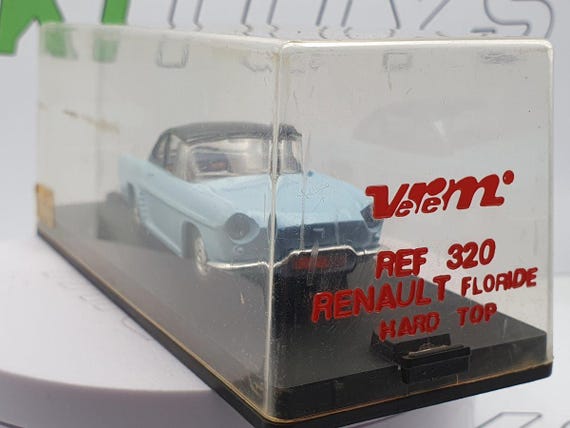 Verem
REF 320
RENAULT FLORIDE
HARD TOP